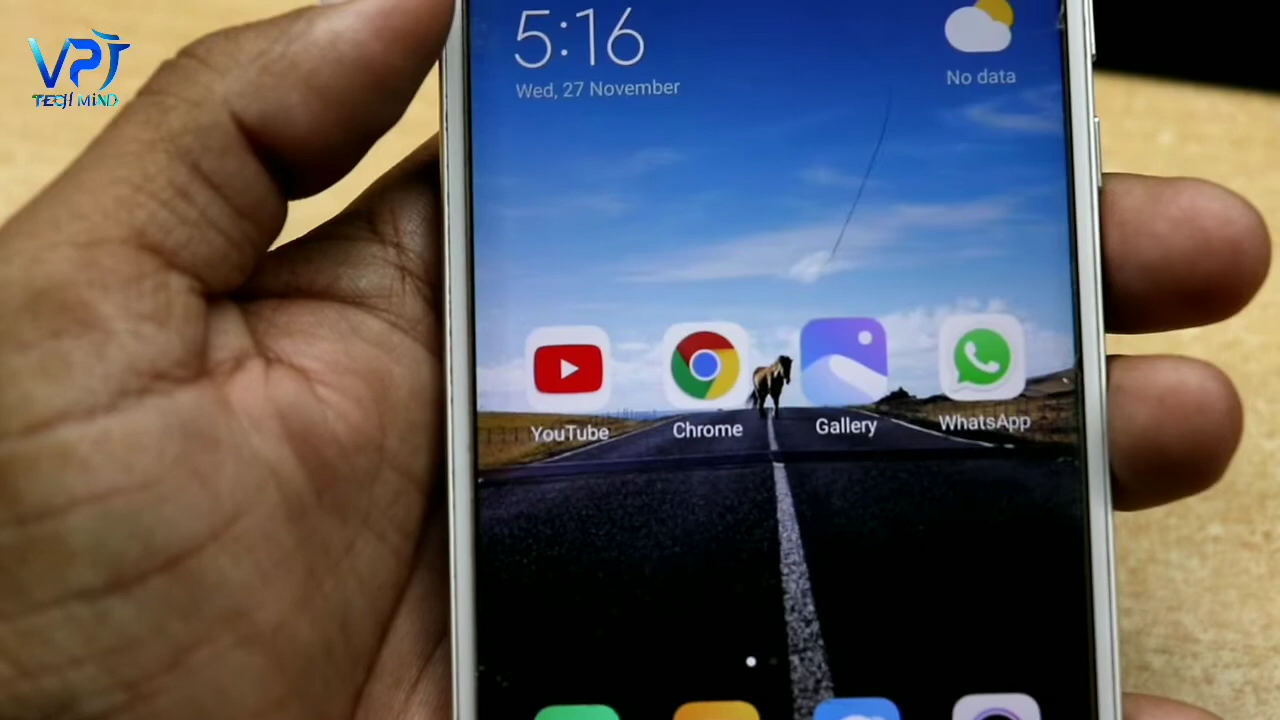 VPT
TECH MIND
5:16
Wed, 27 November
No data
YouTube
Chrome
Gallery
WhatsApp